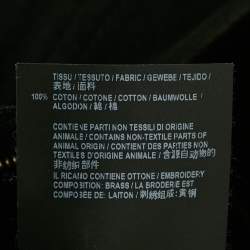 TISSU / TESSUTO / FABRIC / GEWEBE / TEJIDO /
表地 / 面料
100% COTON / COTONE / COTTON / BAUMWOLLE /
ALGODON / 綿 / 棉
CONTIENE PARTI NON TESSILI DI ORIGINE
ANIMALE / CONTAINS NON-TEXTILE PARTS OF
ANIMAL ORIGIN / CONTIENT DES PARTIES NON
TEXTILES D'ORIGINE ANIMALE / 含源自动物的
非纺织部件
IL RICAMO CONTIENE OTTONE / EMBROIDERY
COMPOSITION: BRASS / LA BRODERIE EST
COMPOSÉE DE: LAITON / 刺绣组成: 黄铜